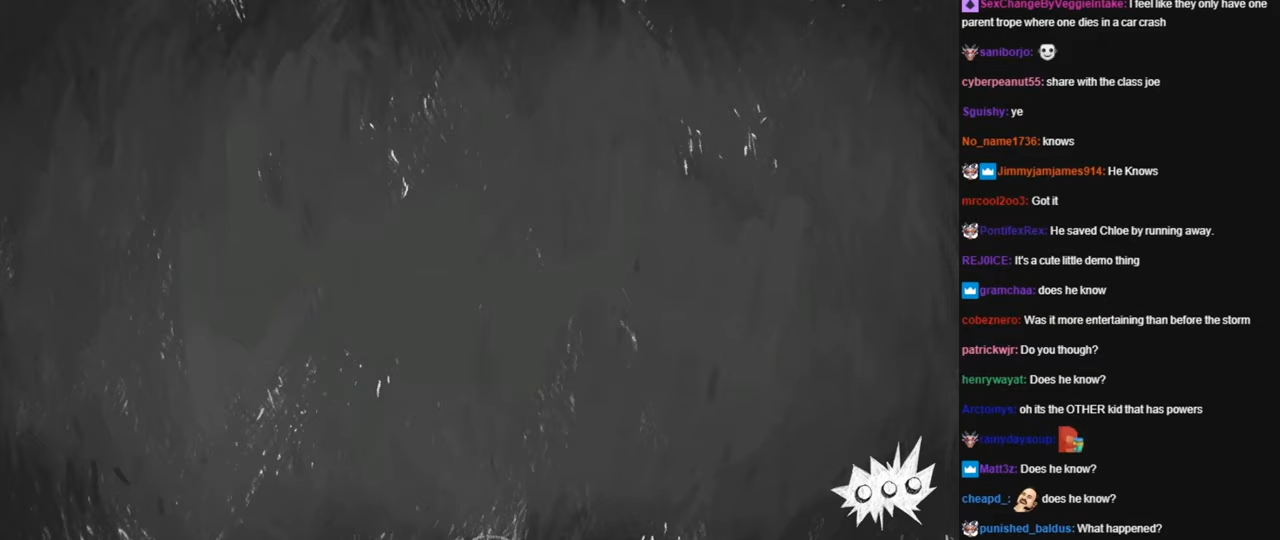 SexChangeByVeggieIntake: I feel like they only have one
parent trope where one dies in a car crash
saniborjo:
cyberpeanut55: share with the class joe
Sguishy: ye
No_name1736: knows
Jimmyjamjames914: He Knows
mrcool2oo3: Got it
PontifexRex: He saved Chloe by running away.
REJ0ICE: It's a cute little demo thing
gramchaa: does he know
cobeznero: Was it more entertaining than before the storm
patrickwjr: Do you though?
henrywayat: Does he know?
Arctomys: oh its the OTHER kid that has powers
rainydaysoup:
Matt3z: Does he know?
cheapd_: does he know?
punished_baldus: What happened?